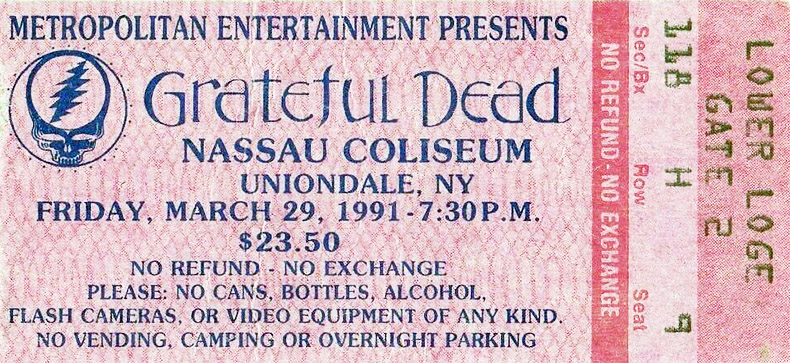 METROPOLITAN ENTERTAINMENT PRESENTS
Grateful Dead
NASSAU COLISEUM
UNIONDALE, NY
FRIDAY, MARCH 29, 1991-7:30 P.M.
$23.50
NO REFUND - NO EXCHANGE
PLEASE: NO CANS, BOTTLES, ALCOHOL,
FLASH CAMERAS, OR VIDEO EQUIPMENT OF ANY KIND.
NO VENDING, CAMPING OR OVERNIGHT PARKING
NO REFUND - NO EXCHANGE
Sec/Bx Row Seat
118 H 9
LOWER LOGE
GATE 2